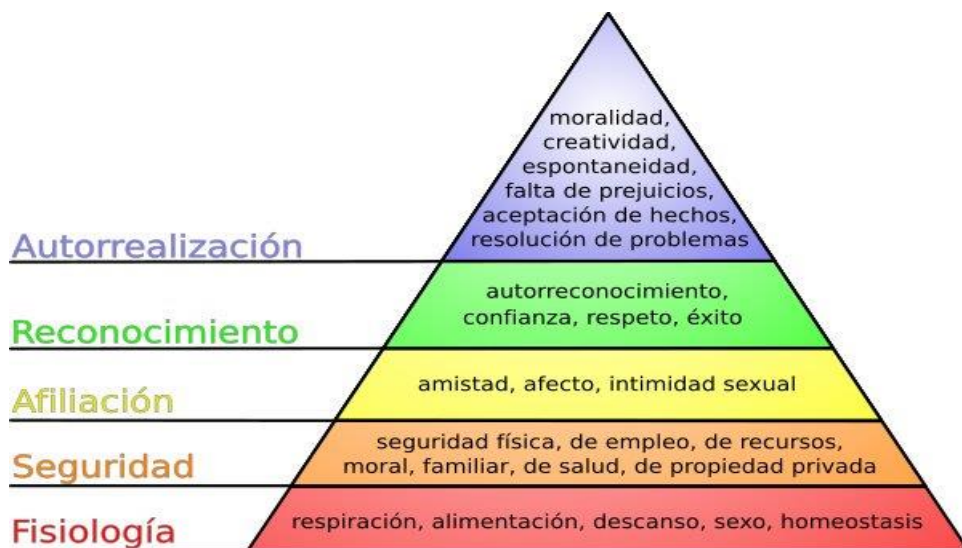 moralidad,
creatividad,
espontaneidad,
falta de prejuicios,
aceptación de hechos,
resolución de problemas
Autorrealización
autorreconocimiento,
confianza, respeto, éxito
Reconocimiento
amistad, afecto, intimidad sexual
Afiliación
seguridad física, de empleo, de recursos,
moral, familiar, de salud, de propiedad privada
Seguridad
respiración, alimentación, descanso, sexo, homeostasis
Fisiología